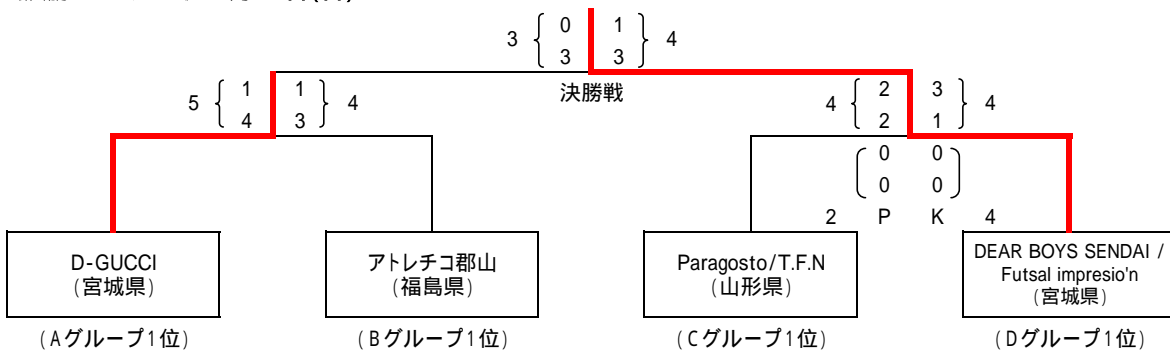 3 { 0 1 } 4
3 3
決勝戦
5 { 1 1 } 4
4 3
4 { 2 3 } 4
2 1
( 0 0 )
0 0
2 P K 4
D-GUCCI
(宮城県)
アトレチコ郡山
(福島県)
Paragosto/T.F.N
(山形県)
DEAR BOYS SENDAI /
Futsal impresio'n
(宮城県)
(Aグループ1位)
(Bグループ1位)
(Cグループ1位)
(Dグループ1位)